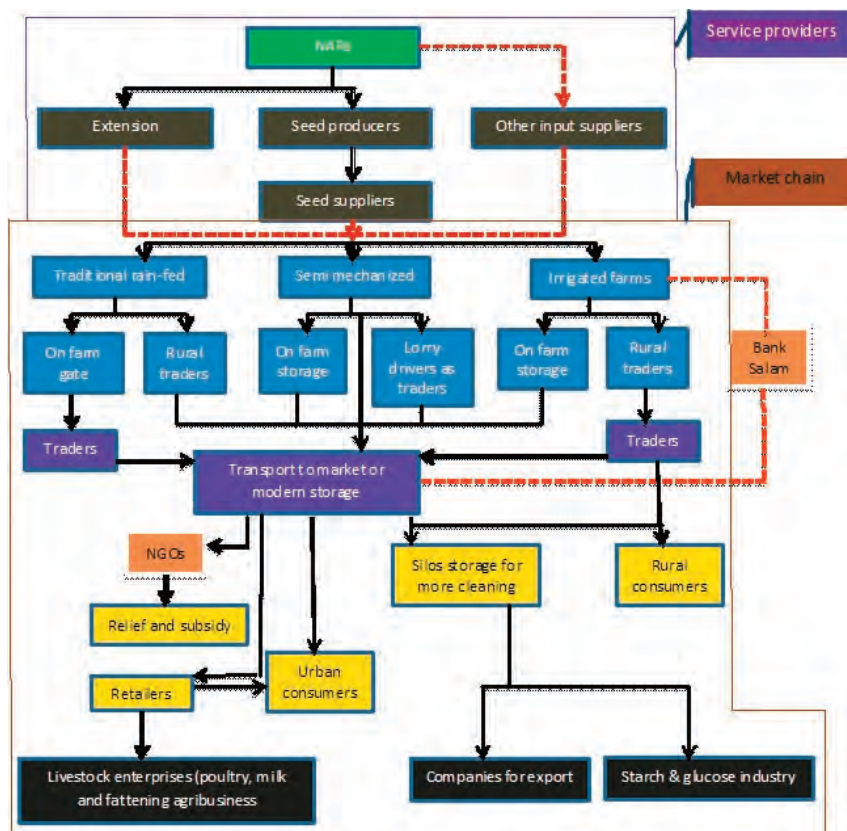 NARs
Service providers
Extension
Seed producers
Other input suppliers
Market chain
Seed suppliers
Traditional rain-fed
Semi mechanized
Irrigated farms
On farm
gate
Rural
traders
On farm
storage
Lorry
drivers as
traders
On farm
storage
Rural
traders
Bank
Salam
Traders
Traders
Transport to market or
modern storage
NGOs
Silos storage for
more cleaning
Rural
consumers
Relief and subsidy
Urban
consumers
Retailers
Livestock enterprises (poultry, milk
and fattening agribusiness
Companies for export
Starch & glucose industry